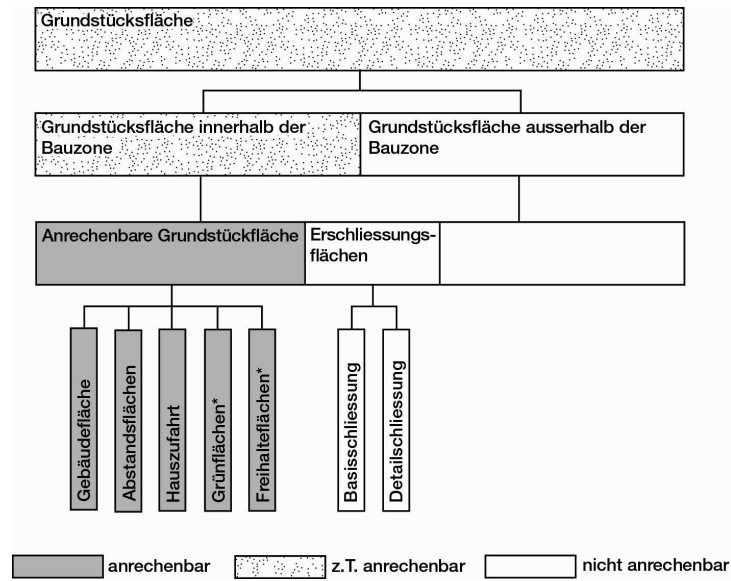 Grundstücksfläche
Grundstücksfläche innerhalb der
Bauzone
Grundstücksfläche ausserhalb der
Bauzone
Anrechenbare Grundstückfläche
Erschliessungs-
flächen
Gebäudefläche
Abstandsflächen
Hauszufahrt
Grünflächen*
Freihalteflächen*
Basisschliessung
Detailschliessung
anrechenbar
z.T. anrechenbar
nicht anrechenbar